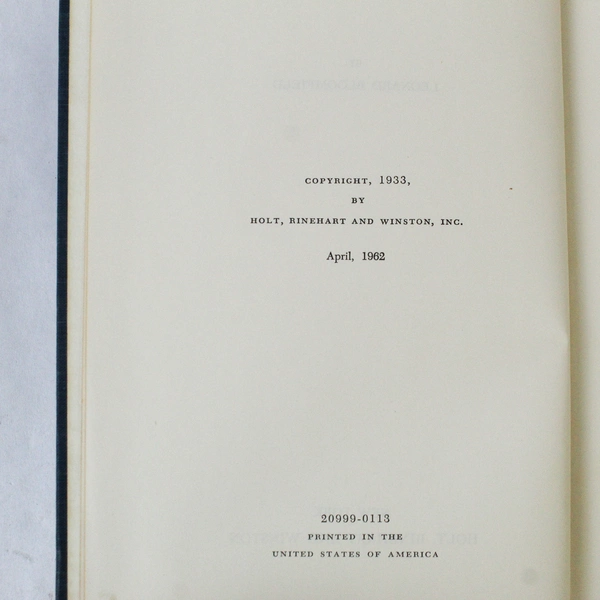 COPYRIGHT, 1933,
BY
HOLT, RINEHART AND WINSTON, INC.
April, 1962
20999-0113
PRINTED IN THE
UNITED STATES OF AMERICA